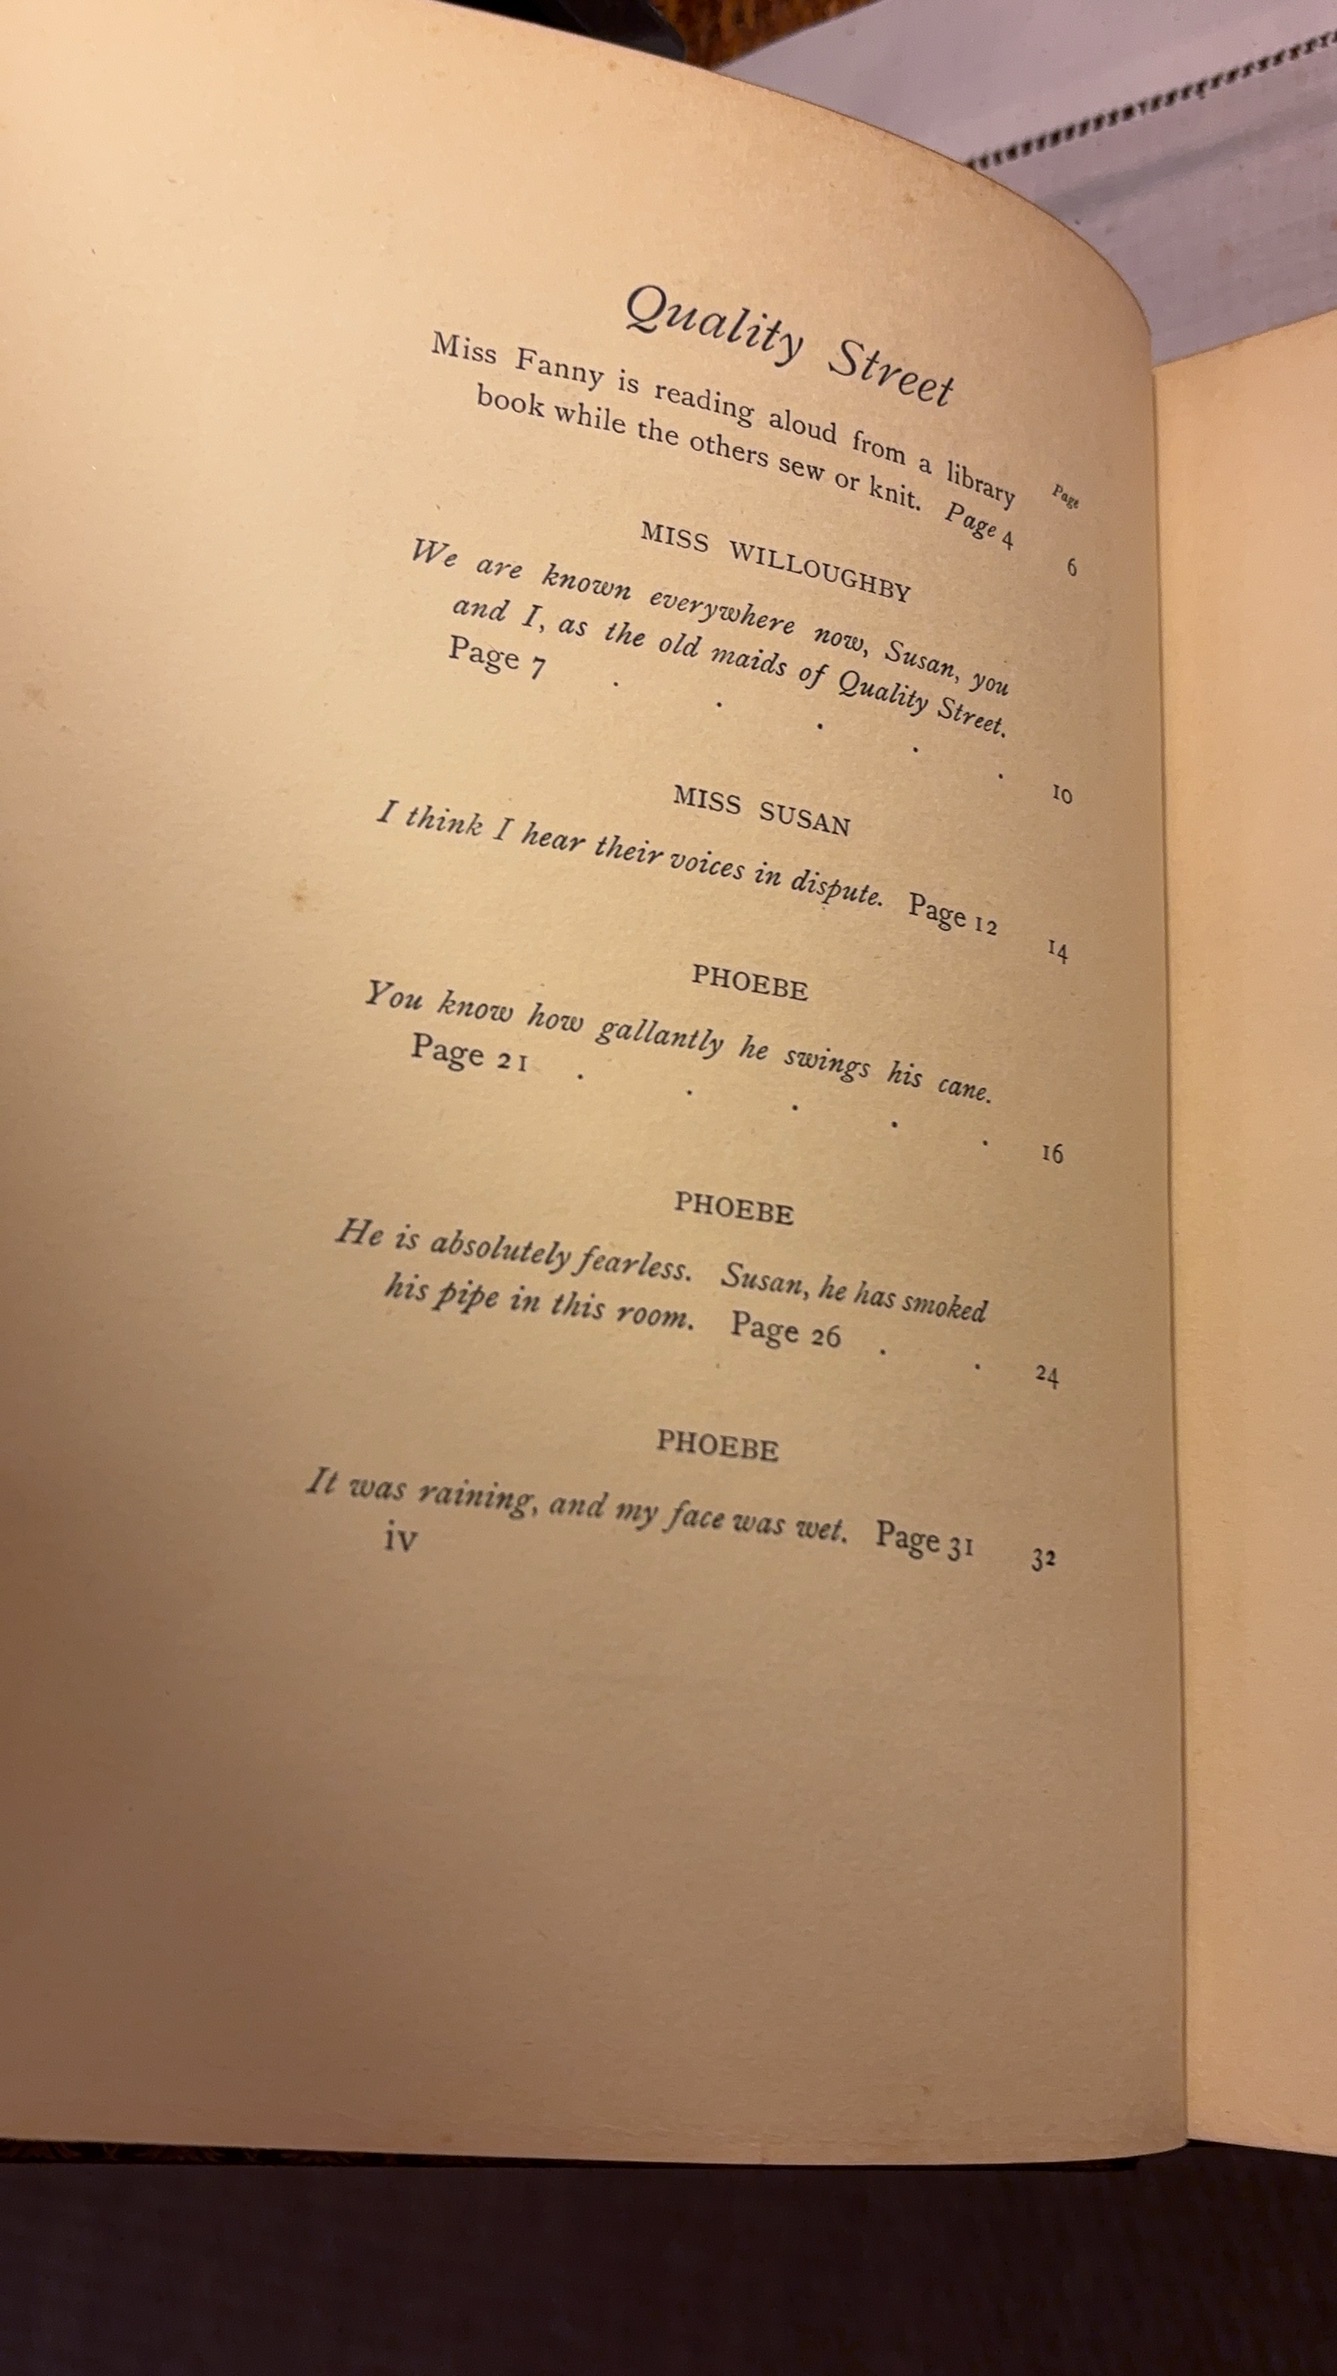 Quality Street
Page
Miss Fanny is reading aloud from a library
book while the others sew or knit. Page 4 6
MISS WILLOUGHBY
We are known everywhere now, Susan, you
and I, as the old maids of Quality Street.
Page 7 . . . . . 10
MISS SUSAN
I think I hear their voices in dispute. Page 12 14
PHOEBE
You know how gallantly he swings his cane.
Page 21 . . . . . 16
PHOEBE
He is absolutely fearless. Susan, he has smoked
his pipe in this room. Page 26 . . 24
PHOEBE
It was raining, and my face was wet. Page 31 32
iv